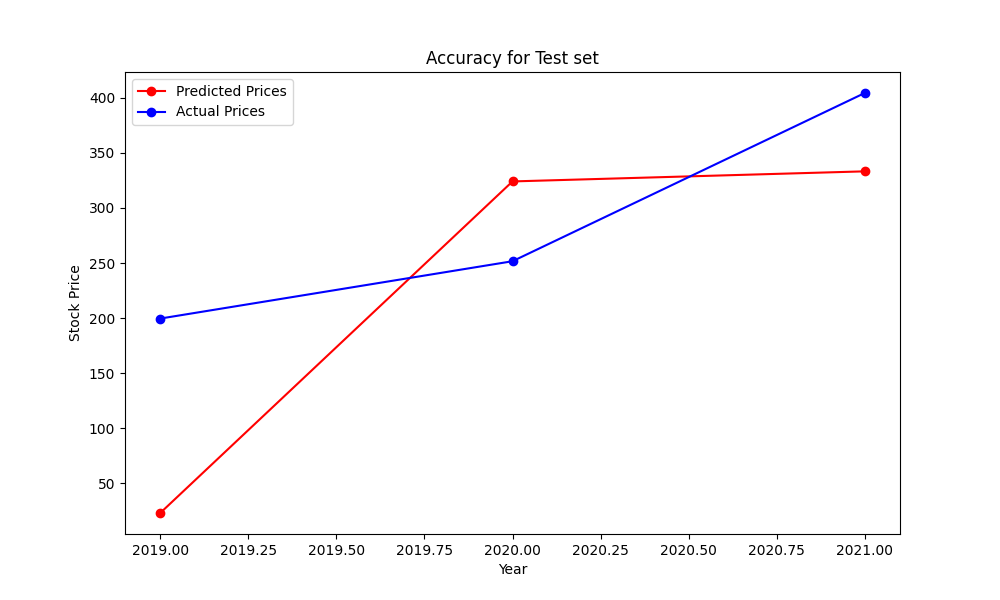 Accuracy for Test set
Predicted Prices
Actual Prices
400
350
300
250
200
150
100
50
Stock Price
2019.00 2019.25 2019.50 2019.75 2020.00 2020.25 2020.50 2020.75 2021.00
Year